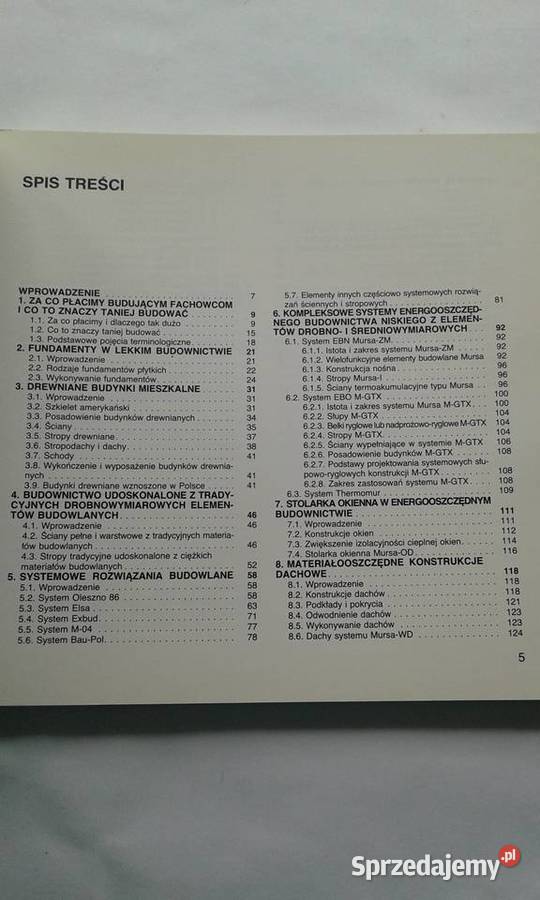 SPIS TREŚCI
WPROWADZENIE . . . . . . . . . . . . . . . . 7
1. ZA CO PŁACIMY BUDUJĄCYM FACHOWCOM
I CO TO ZNACZY TANIEJ BUDOWAĆ . . . . . . 9
1.1. Za co płacimy i dlaczego tak dużo . . . . . . 9
1.2. Co to znaczy taniej budować . . . . . . . . 15
1.3. Podstawowe pojęcia terminologiczne . . . . . 18
2. FUNDAMENTY W LEKKIM BUDOWNICTWIE 21
2.1. Wprowadzenie . . . . . . . . . . . . . . 21
2.2. Rodzaje fundamentów płytkich . . . . . . . 22
2.3. Wykonywanie fundamentów . . . . . . . . . 24
3. DREWNIANE BUDYNKI MIESZKALNE . . . . 31
3.1. Wprowadzenie . . . . . . . . . . . . . . 31
3.2. Szkielet amerykański . . . . . . . . . . . 31
3.3. Posadowienie budynków drewnianych . . . . 34
3.4. Ściany . . . . . . . . . . . . . . . . . 35
3.5. Stropy drewniane . . . . . . . . . . . . . 37
3.6. Stropodachy i dachy . . . . . . . . . . . 38
3.7. Schody . . . . . . . . . . . . . . . . . 41
3.8. Wykończenie i wyposażenie budynków drewnia-
nych . . . . . . . . . . . . . . . . . . . . 41
3.9. Budynki drewniane wznoszone w Polsce . . . 41
4. BUDOWNICTWO UDOSKONALONE Z TRADY-
CYJNYCH DROBNOWYMIAROWYCH ELEMEN-
TÓW BUDOWLANYCH . . . . . . . . . . . . . 46
4.1. Wprowadzenie . . . . . . . . . . . . . . 46
4.2. Ściany pełne i warstwowe z tradycyjnych materia-
łów budowlanych . . . . . . . . . . . . . . . 46
4.3. Stropy tradycyjne udoskonalone z ciężkich
materiałów budowlanych . . . . . . . . . . . . 52
5. SYSTEMOWE ROZWIĄZANIA BUDOWLANE 58
5.1. Wprowadzenie . . . . . . . . . . . . . . 58
5.2. System Oleszno 86 . . . . . . . . . . . . 58
5.3. System Elsa . . . . . . . . . . . . . . . 63
5.4. System Exbud . . . . . . . . . . . . . . 71
5.5. System M-04 . . . . . . . . . . . . . . . 77
5.6. System Bau-Pol . . . . . . . . . . . . . . 78
5.7. Elementy innych częściowo systemowych rozwią-
zań ściennych i stropowych . . . . . . . . . . . 81
6. KOMPLEKSOWE SYSTEMY ENERGOOSZCZĘD-
NEGO BUDOWNICTWA NISKIEGO Z ELEMEN-
TÓW DROBNO- I ŚREDNIOWYMIAROWYCH . . . 92
6.1. System EBN Mursa-ZM . . . . . . . . . . . 92
6.1.1. Istota i zakres systemu Mursa-ZM . . . . 92
6.1.2. Wielofunkcyjne elementy budowlane Mursa 92
6.1.3. Konstrukcja nośna . . . . . . . . . . . 96
6.1.4. Stropy Mursa-I . . . . . . . . . . . . 96
6.1.5. Ściany termoakumulacyjne typu Mursa . . 96
6.2. System EBO M-GTX . . . . . . . . . . . . 100
6.2.1. Istota i zakres systemu Mursa M-GTX . . . 100
6.2.2. Słupy M-GTX . . . . . . . . . . . . . 104
6.2.3. Belki ryglowe lub nadprożowo-ryglowe M-GTX 104
6.2.4. Stropy M-GTX . . . . . . . . . . . . . 104
6.2.5. Ściany wypełniające w systemie M-GTX 106
6.2.6. Posadowienie budynków M-GTX . . . . . 108
6.2.7. Podstawy projektowania systemowych słu-
powo-ryglowych konstrukcji M-GTX . . . . . . 108
6.2.8. Zakres zastosowań systemu M-GTX . . . . 108
6.3. System Thermomur . . . . . . . . . . . . 109
7. STOLARKA OKIENNA W ENERGOOSZCZĘDNYM
BUDOWNICTWIE . . . . . . . . . . . . . . . 111
7.1. Wprowadzenie . . . . . . . . . . . . . . 111
7.2. Konstrukcje okien . . . . . . . . . . . . . 112
7.3. Zwiększenie izolacyjności cieplnej okien . . . . 114
7.4. Stolarka okienna Mursa-OD . . . . . . . . . 116
8. MATERIAŁOOSZCZĘDNE KONSTRUKCJE
DACHOWE . . . . . . . . . . . . . . . . . . 118
8.1. Wprowadzenie . . . . . . . . . . . . . . 118
8.2. Konstrukcje dachów . . . . . . . . . . . . 118
8.3. Podkłady i pokrycia . . . . . . . . . . . . 121
8.4. Odwodnienie dachów . . . . . . . . . . . 123
8.5. Wykonywanie dachów . . . . . . . . . . . 123
8.6. Dachy systemu Mursa-WD . . . . . . . . . 124
5
Sprzedajemy.pl